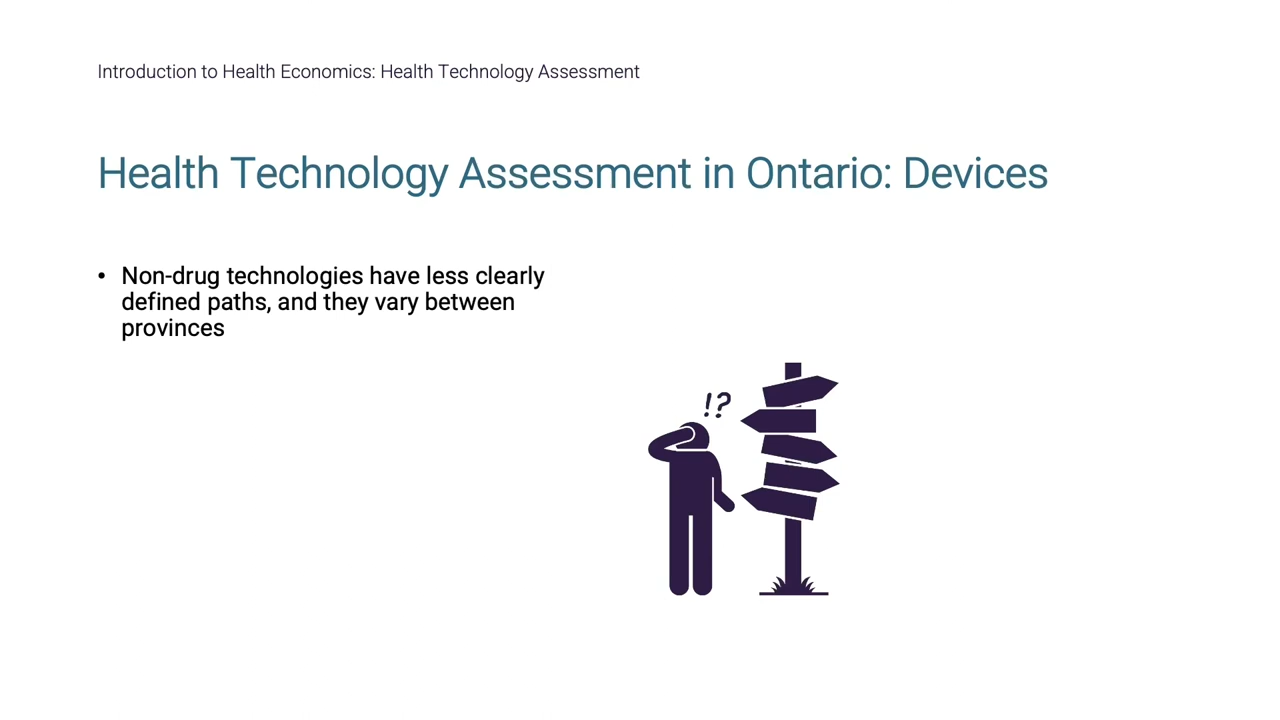 Introduction to Health Economics: Health Technology Assessment
Health Technology Assessment in Ontario: Devices
• Non-drug technologies have less clearly
defined paths, and they vary between
provinces
!?